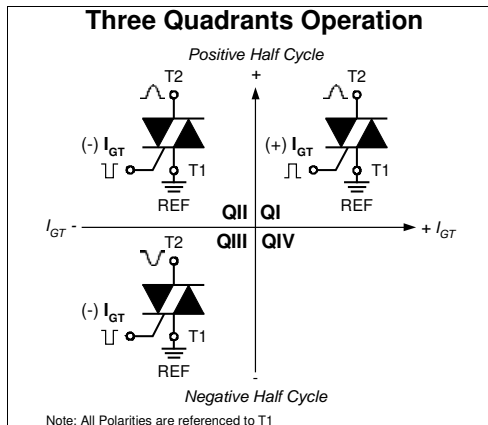 Three Quadrants Operation
Positive Half Cycle
+
T2
(-) IGT
T1
REF
T2
(+) IGT
T1
REF
QII QI
IGT -
+ IGT
QIII QIV
T2
(-) IGT
T1
REF
-
Negative Half Cycle
Note: All Polarities are referenced to T1